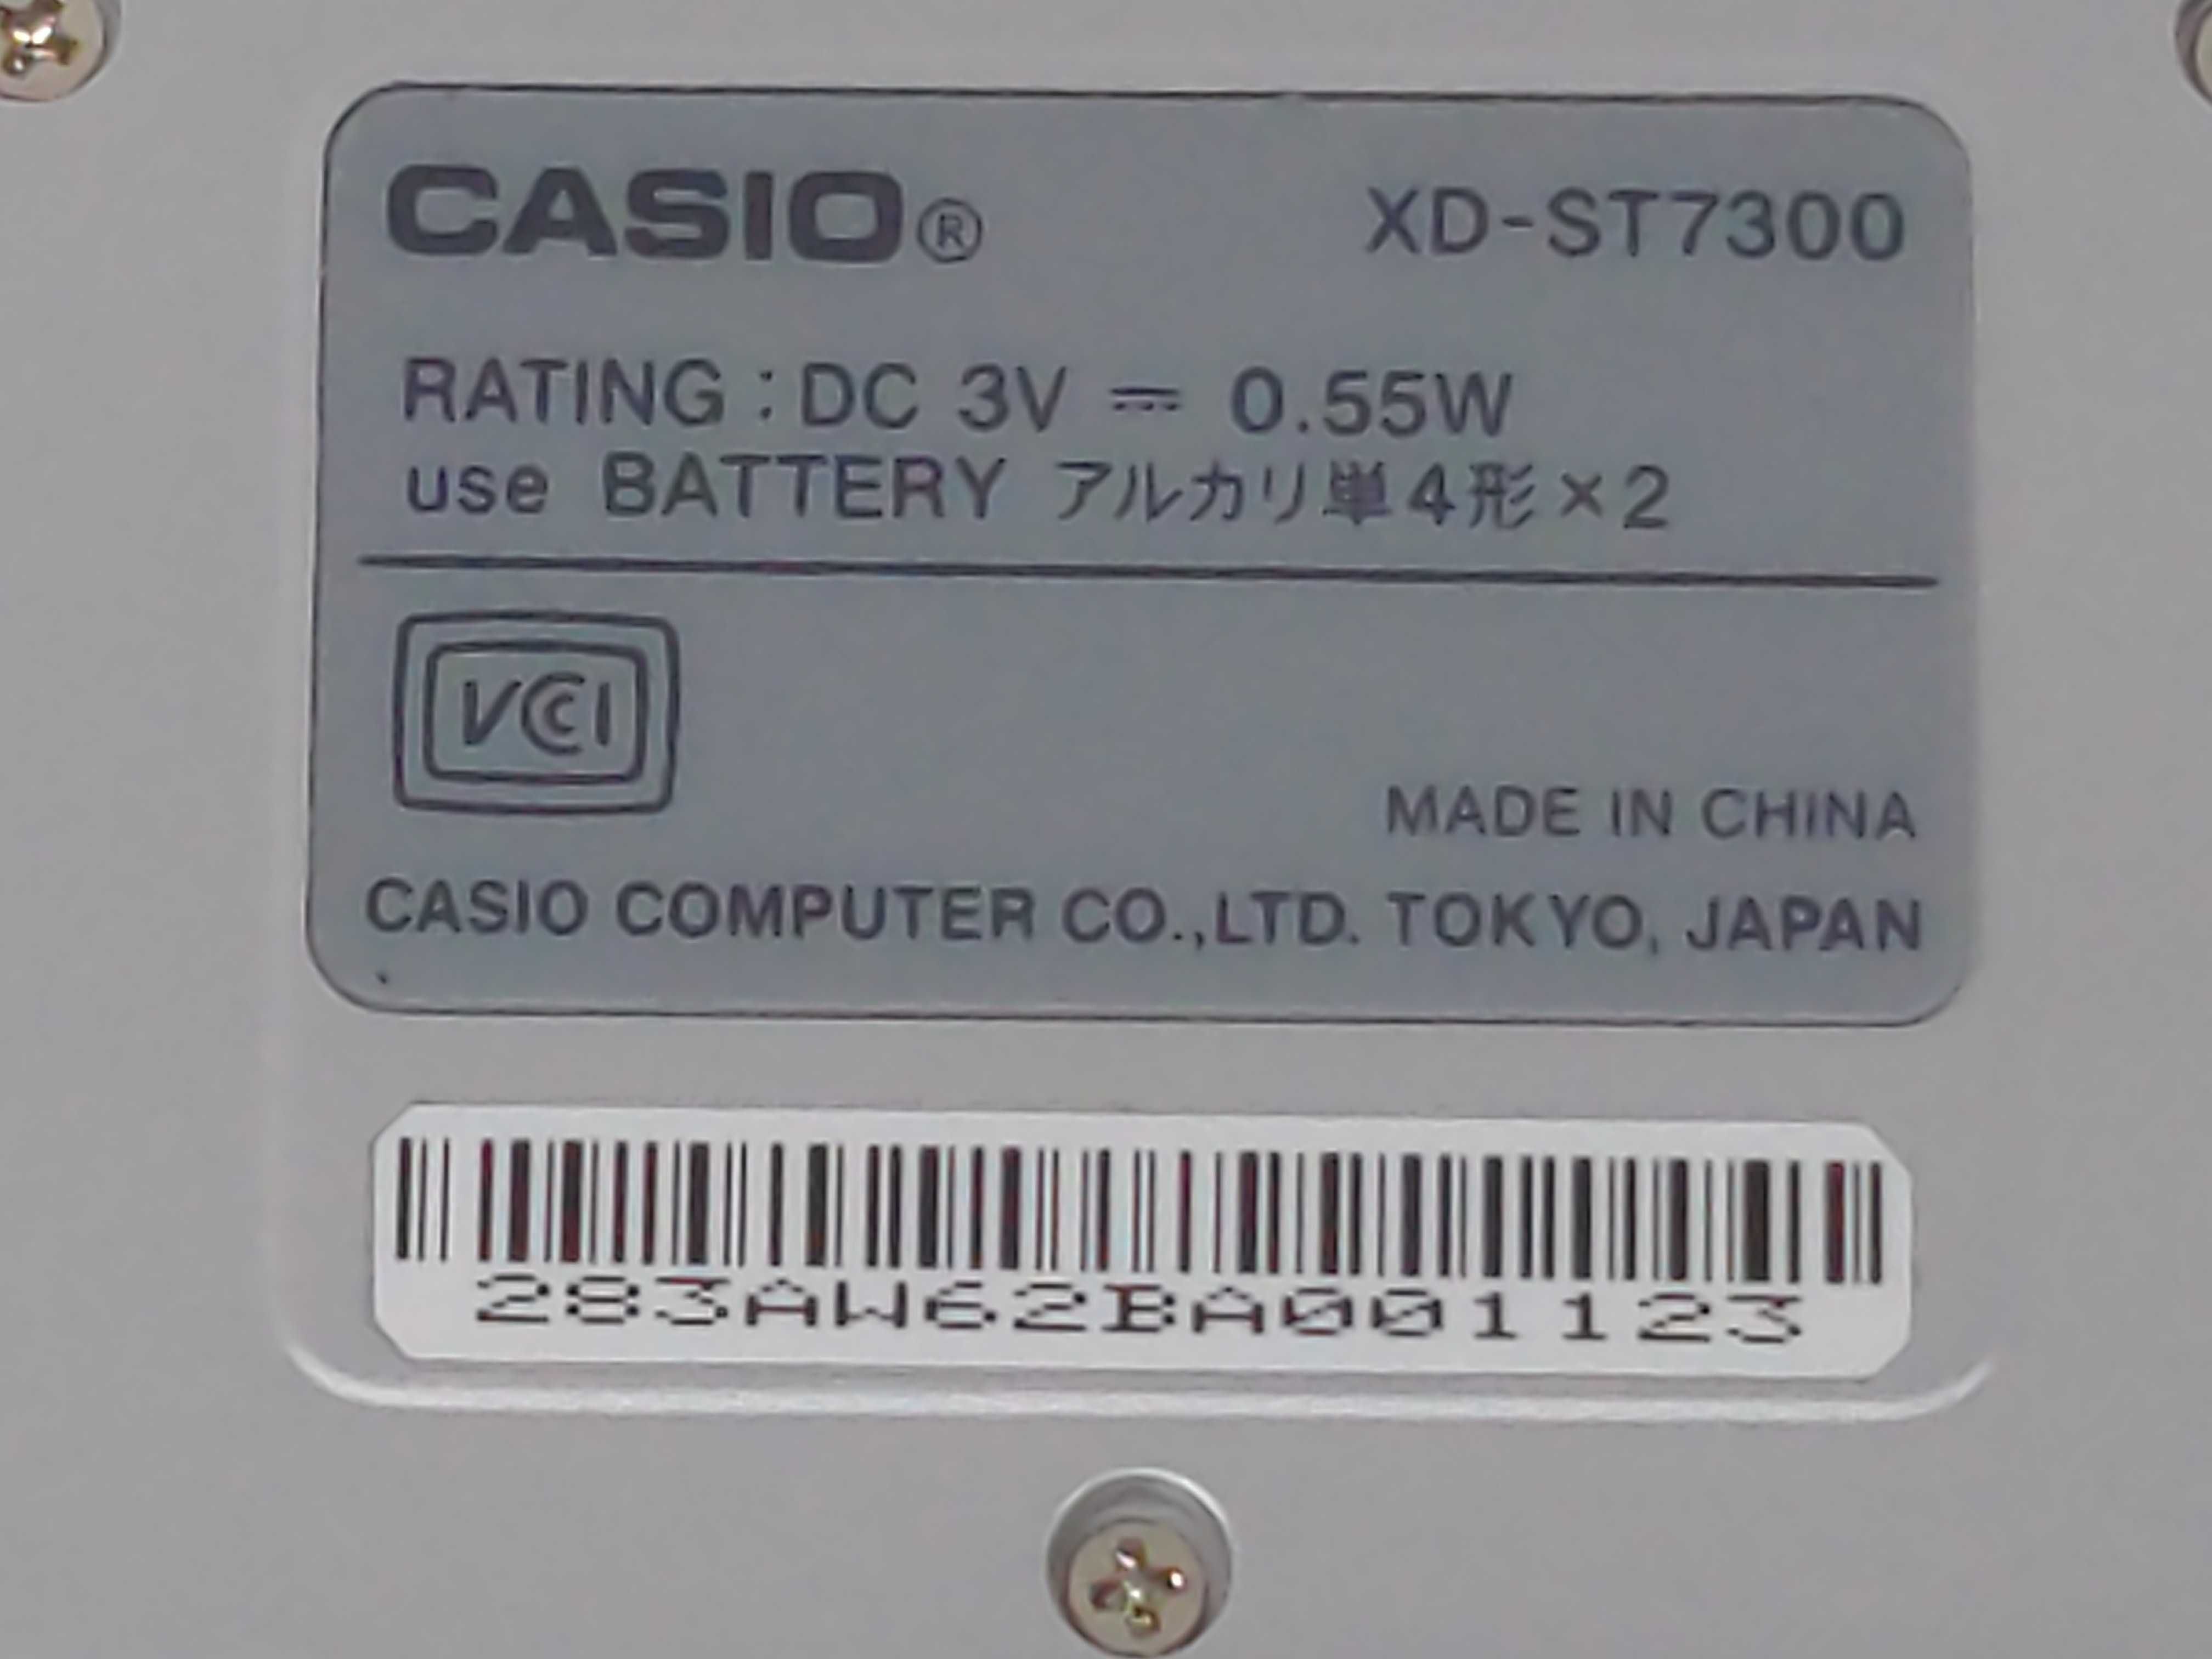 CASIO® XD-ST7300
RATING : DC 3V ⎓ 0.55W
use BATTERY アルカリ単4形×2
VCCI
MADE IN CHINA
CASIO COMPUTER CO.,LTD. TOKYO, JAPAN
283AW62BA001123